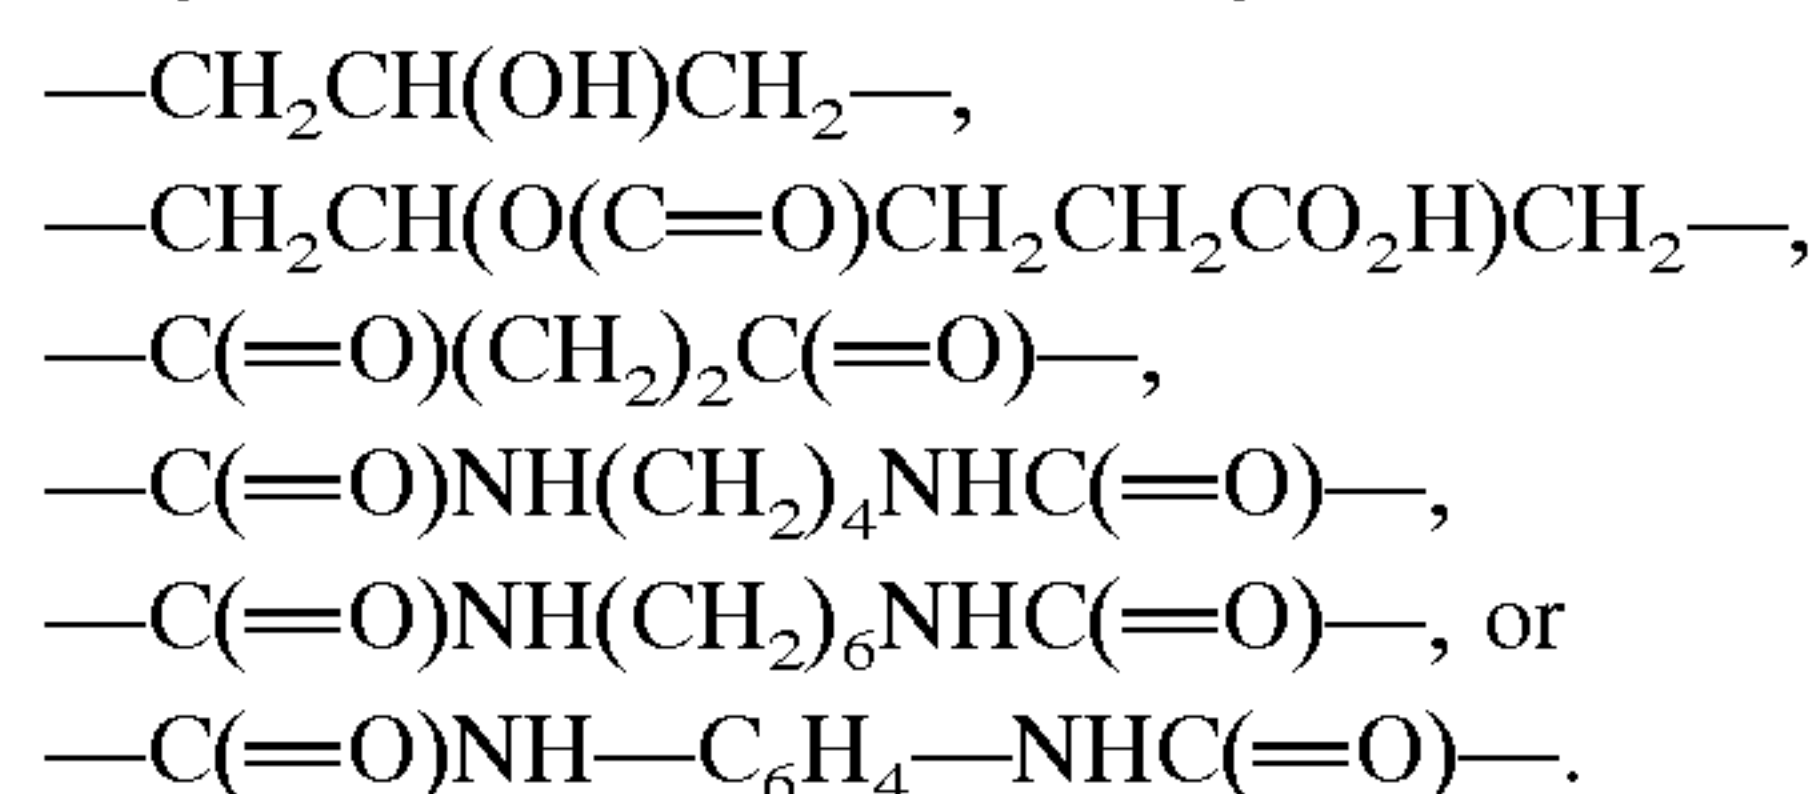 —CH₂CH(OH)CH₂—,
—CH₂CH(O(C=O)CH₂CH₂CO₂H)CH₂—,
—C(=O)(CH₂)₂C(=O)—,
—C(=O)NH(CH₂)₄NHC(=O)—,
—C(=O)NH(CH₂)₆NHC(=O)—, or
—C(=O)NH—C₆H₄—NHC(=O)—.